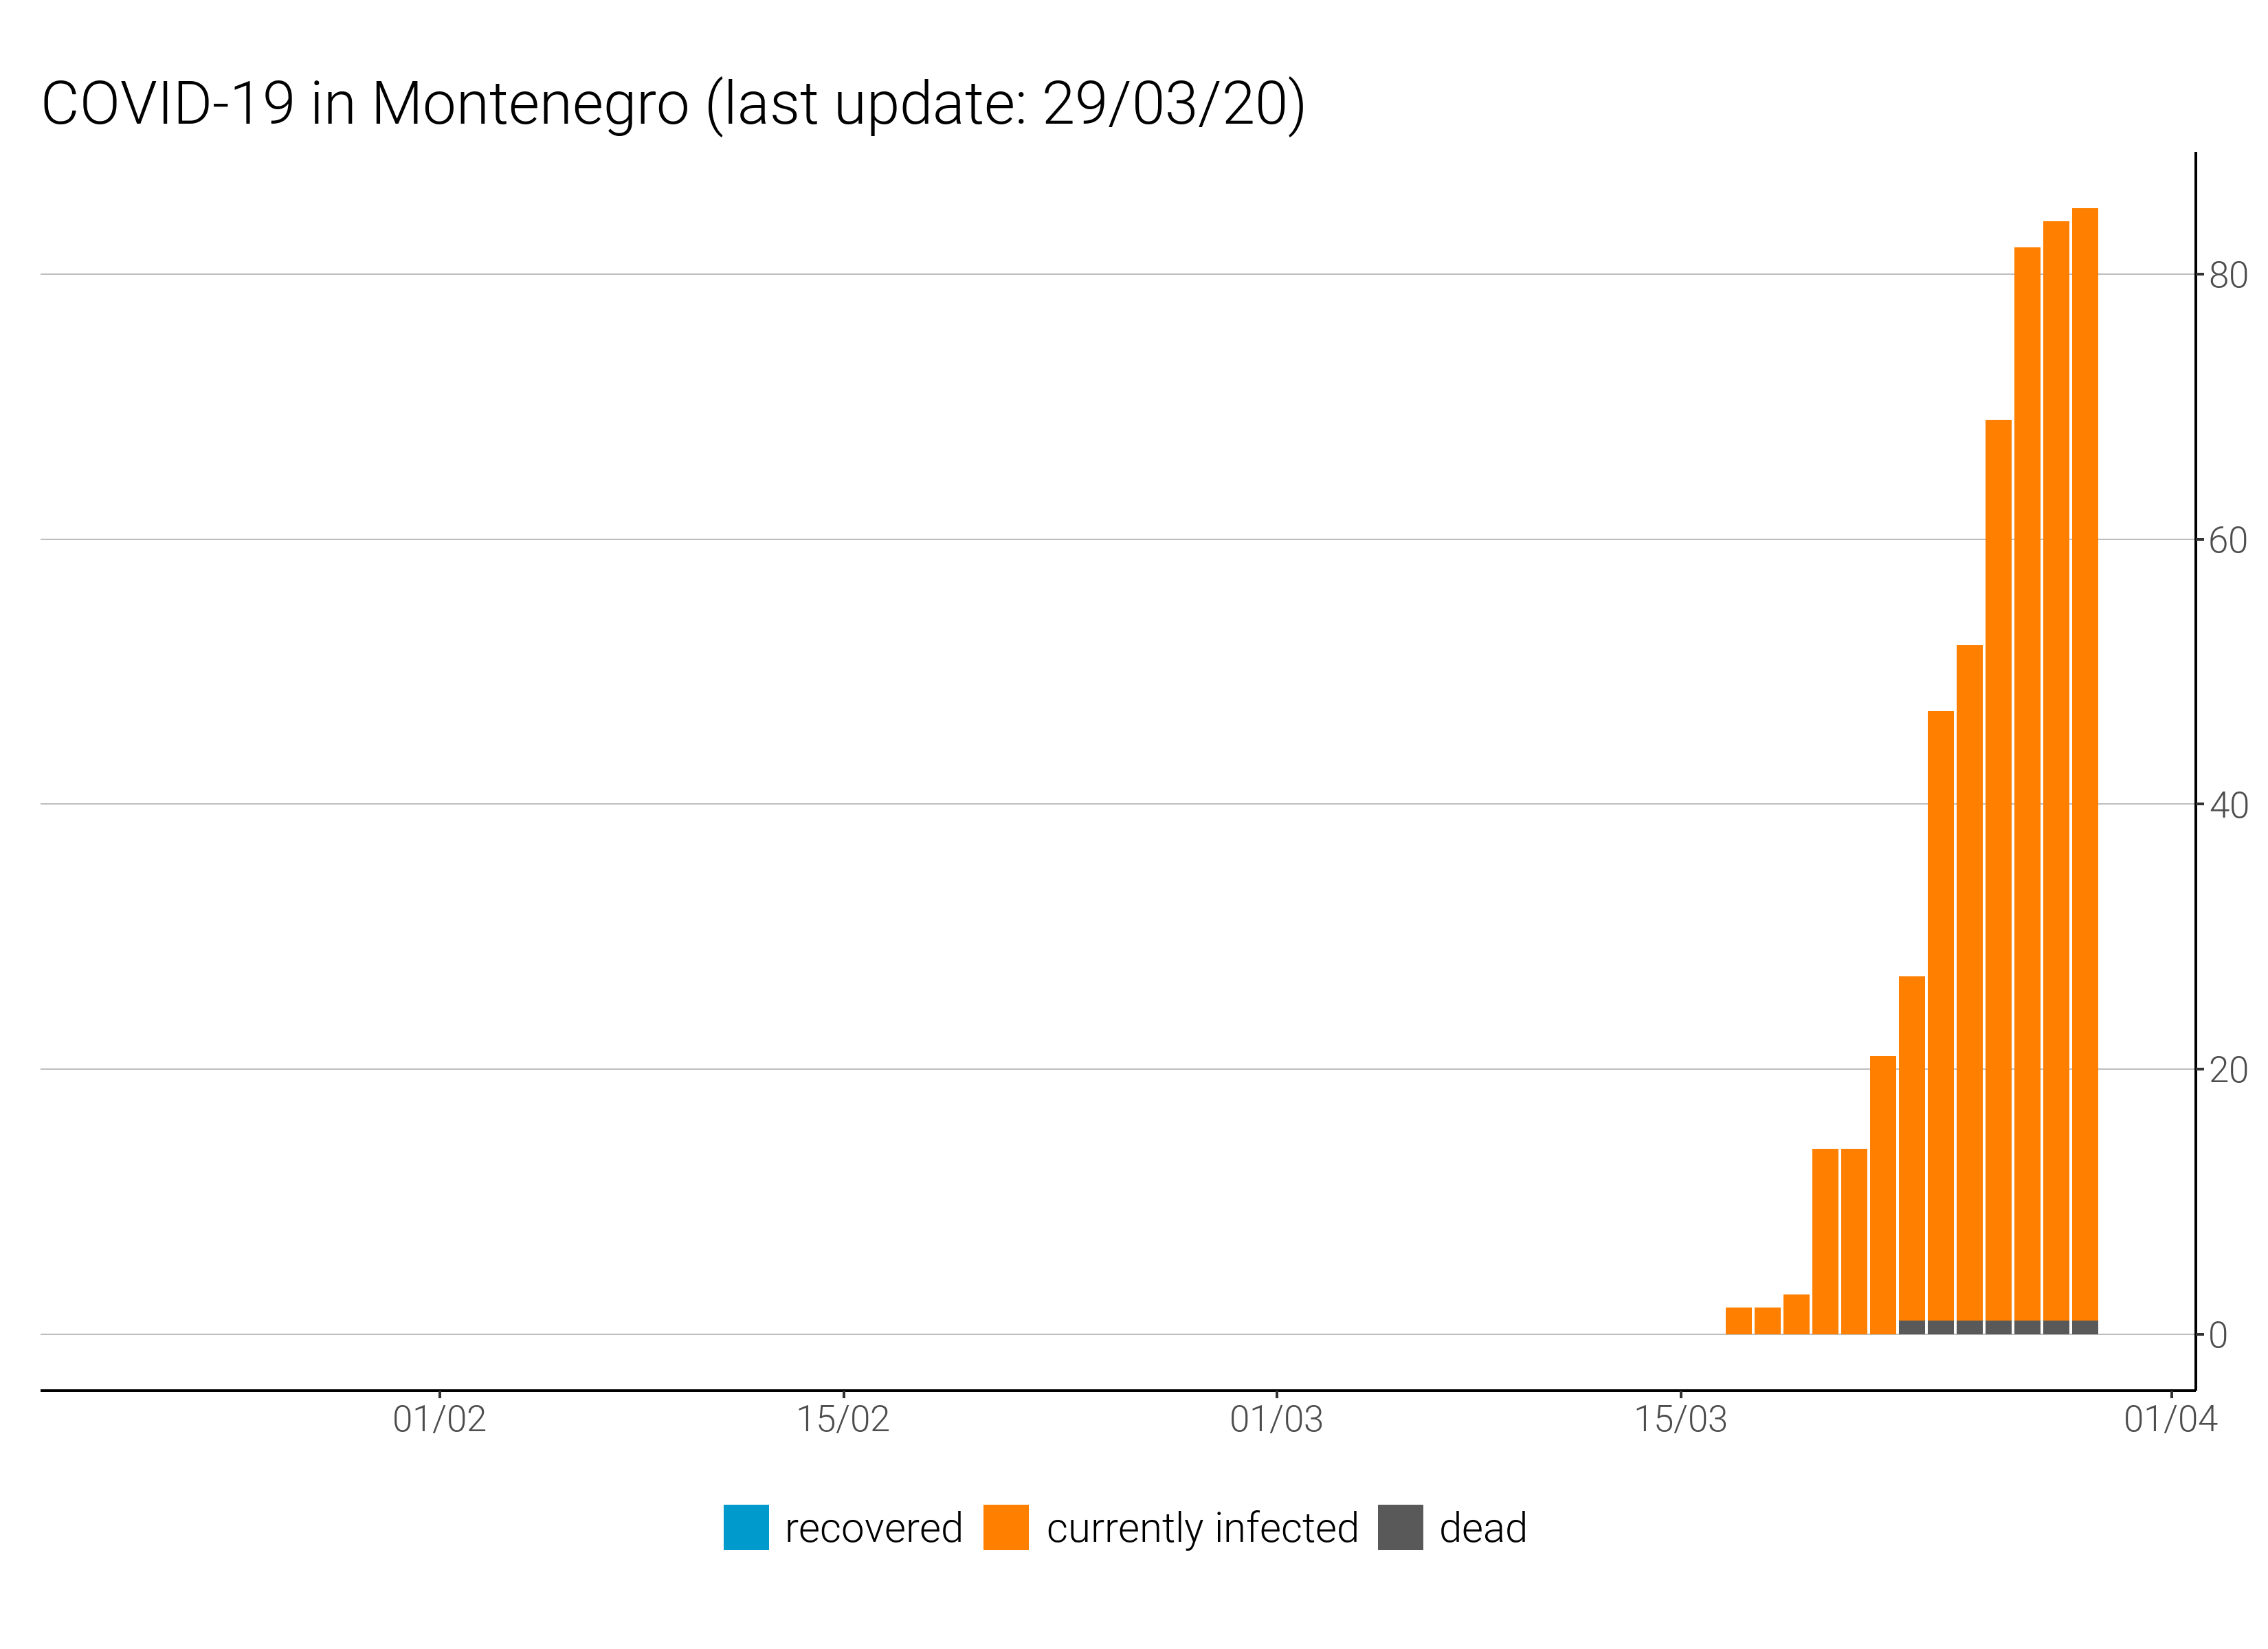 COVID-19 in Montenegro (last update: 29/03/20)
80
60
40
20
0
01/02 15/02 01/03 15/03 01/04
recovered currently infected dead